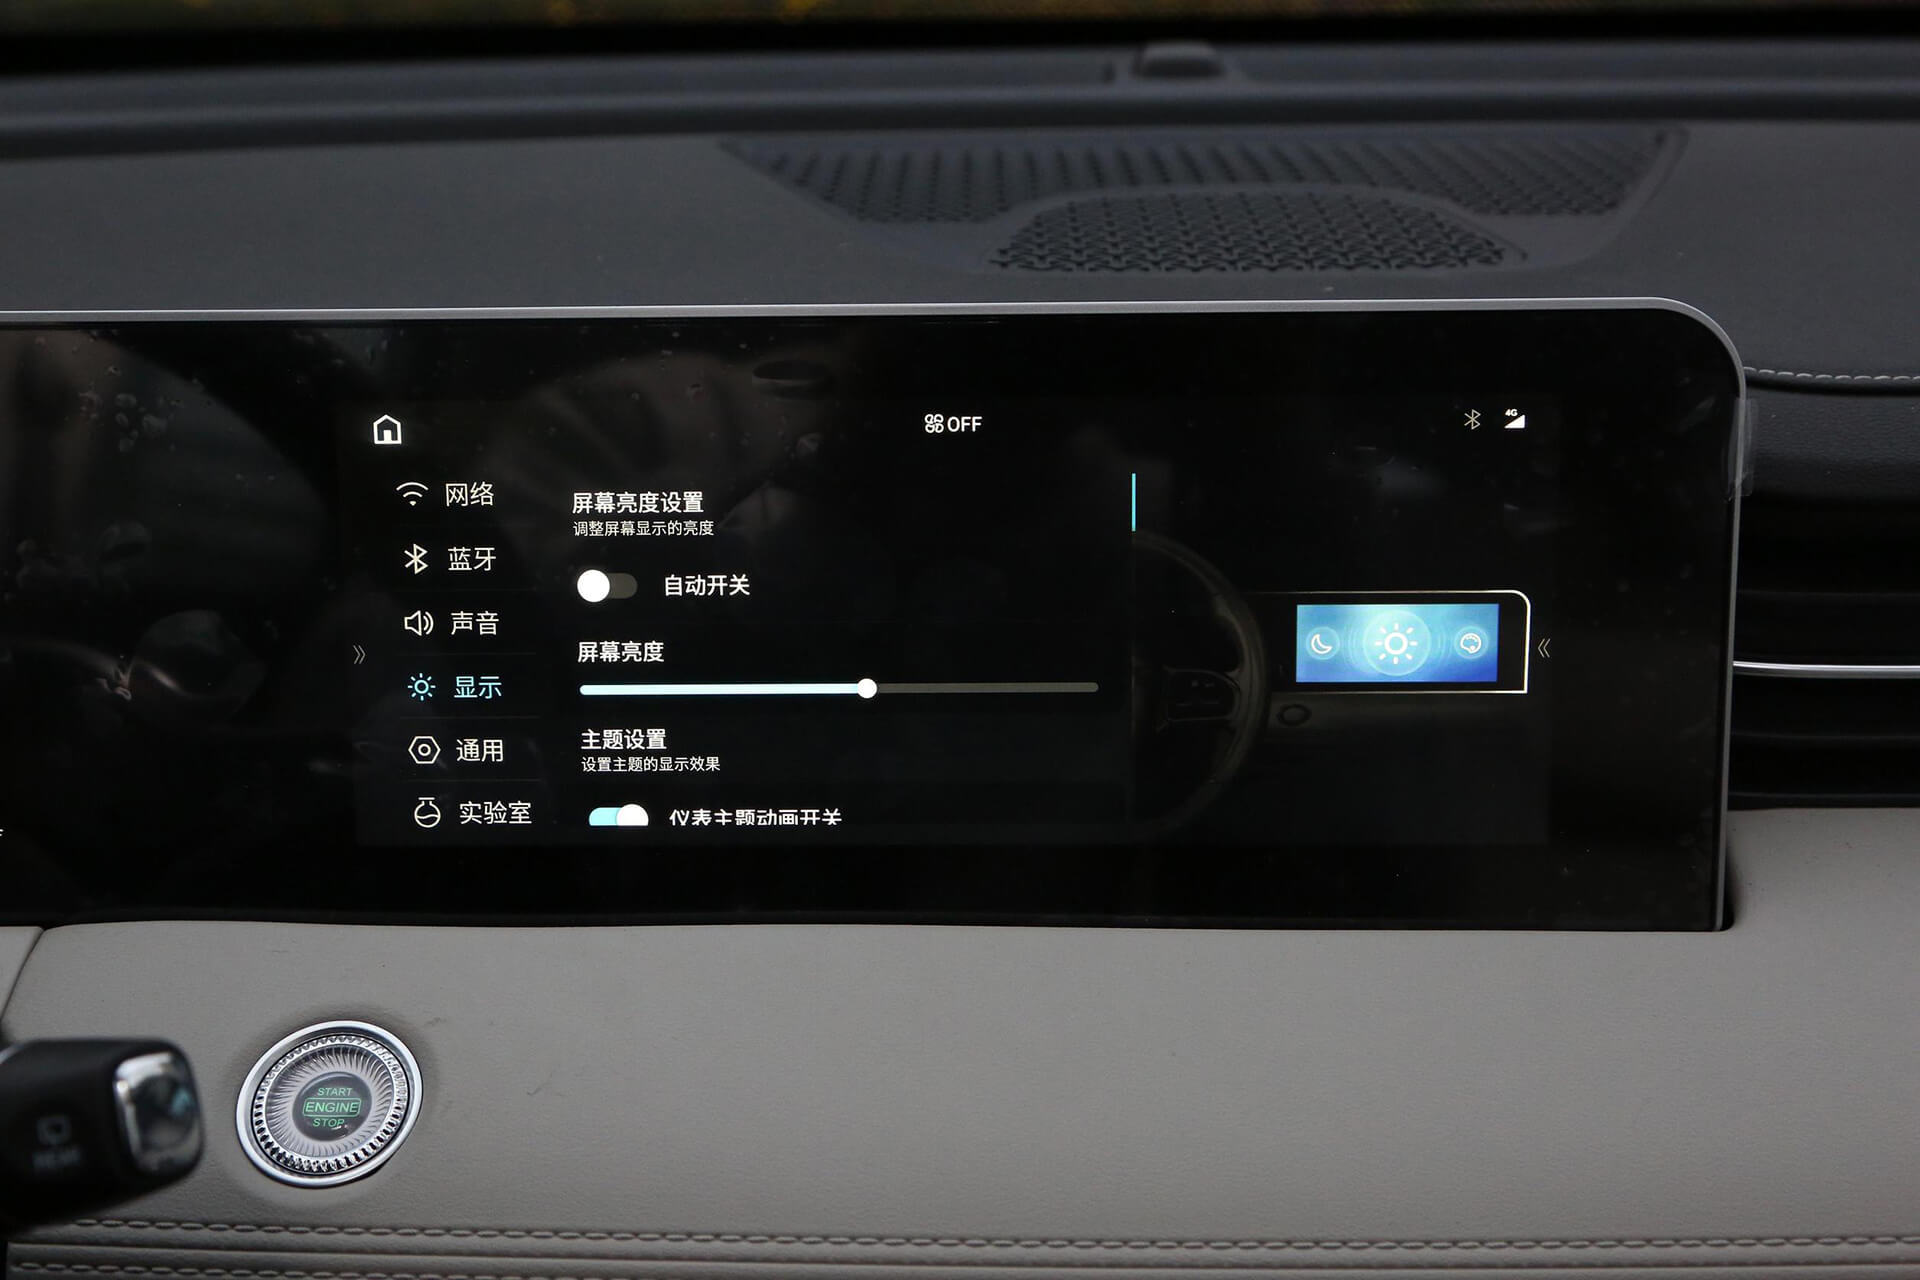 OFF
4G
网络
蓝牙
声音
显示
通用
实验室
屏幕亮度设置
调整屏幕显示的亮度
自动开关
屏幕亮度
主题设置
设置主题的显示效果
仪表主题动画开关
START
ENGINE
STOP